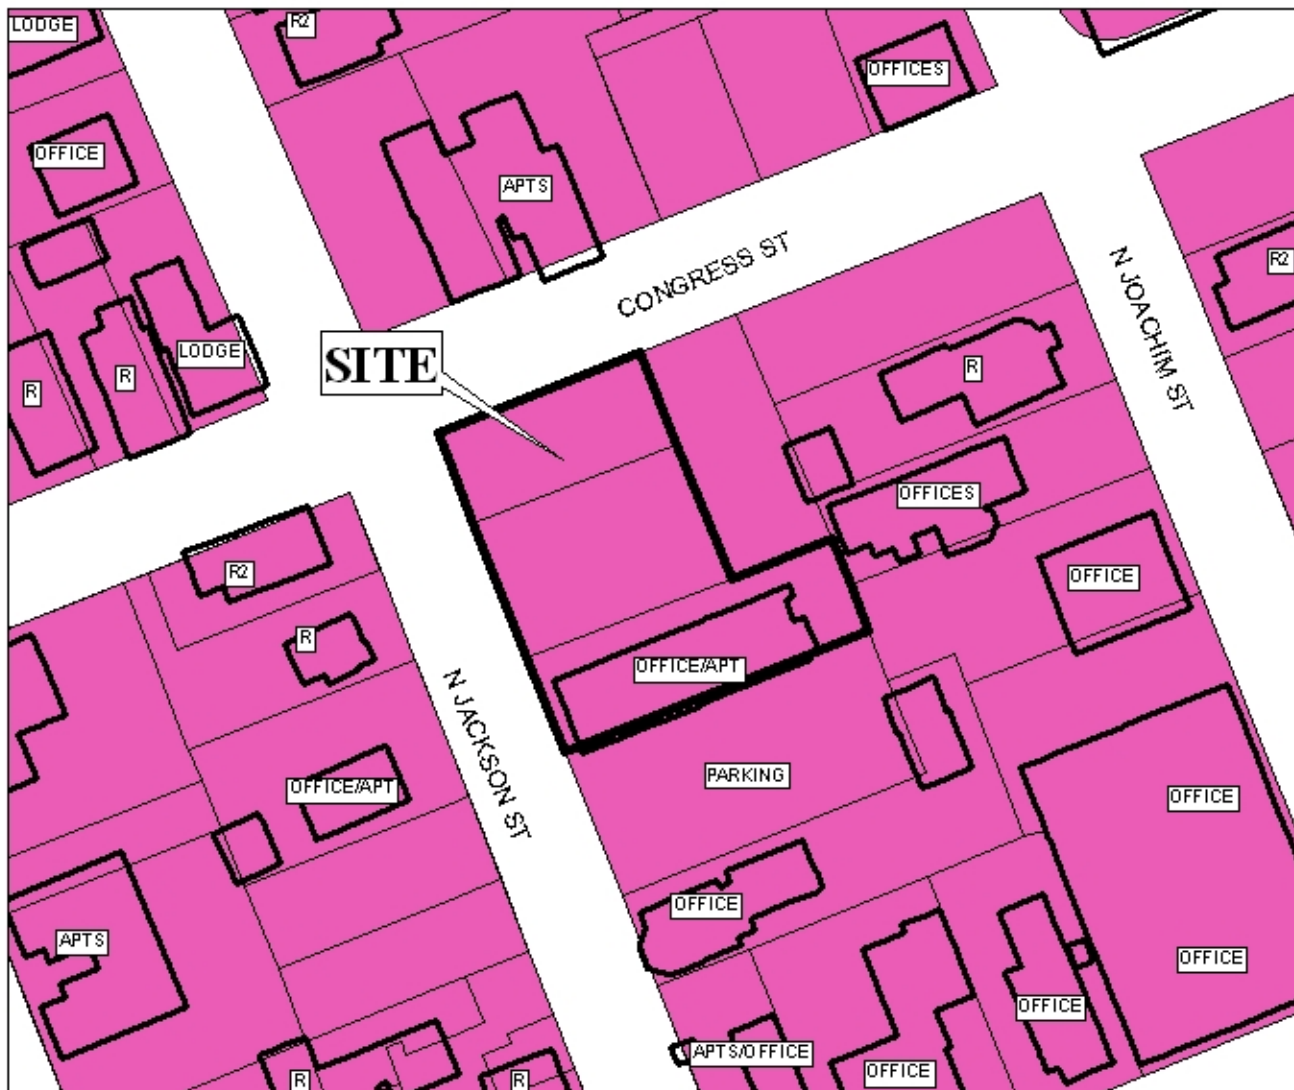 LODGE
R2
OFFICES
OFFICE
APTS
R2
CONGRESS ST
N JOACHIM ST
LODGE
SITE
R
R
R
OFFICES
R2
OFFICE
R
OFFICE/APT
N JACKSON ST
PARKING
OFFICE/APT
OFFICE
OFFICE
APTS
OFFICE
OFFICE
APTS/OFFICE
OFFICE
R
R